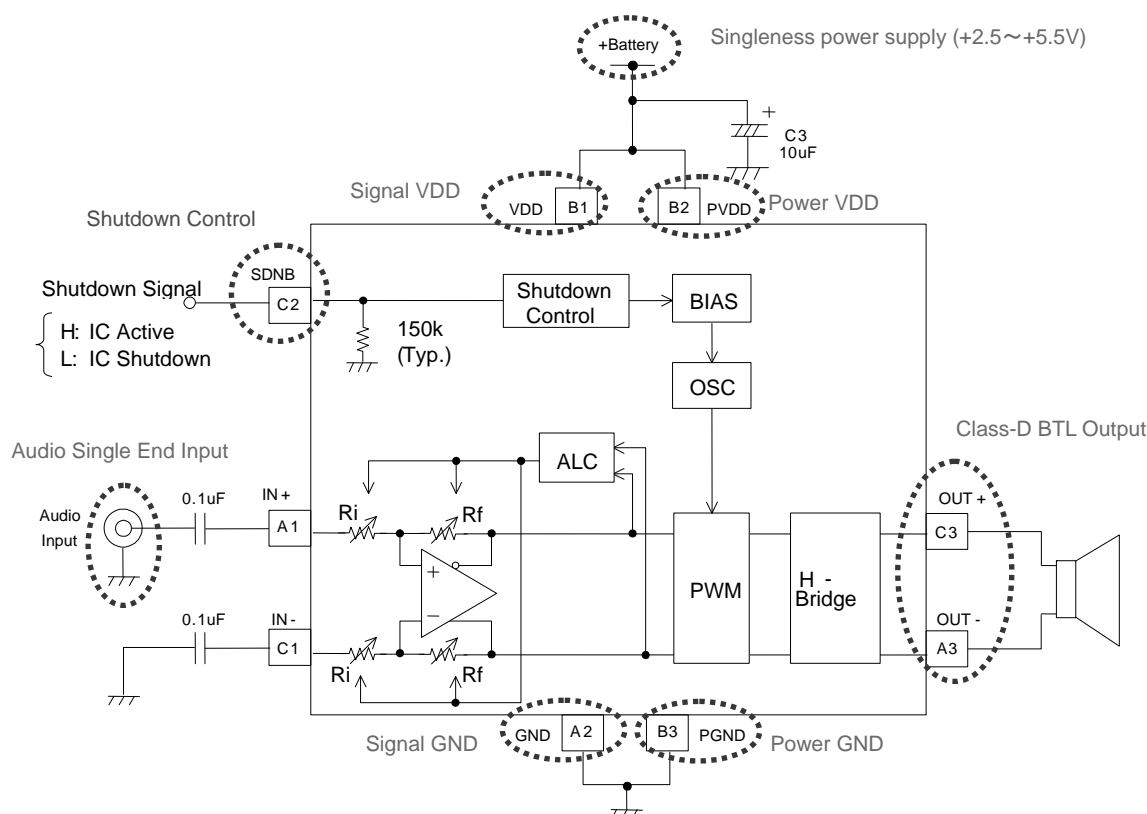 Singleness power supply (+2.5～+5.5V)
+Battery
+
C3
10uF
Signal VDD
VDD
B1
B2
PVDD
Power VDD
Shutdown Control
SDNB
C2
Shutdown Signal
H: IC Active
L: IC Shutdown
150k
(Typ.)
Shutdown
Control
BIAS
OSC
Class-D BTL Output
Audio Single End Input
ALC
Audio
Input
0.1uF
IN+
A1
Ri
Rf
+
−
PWM
H -
Bridge
OUT +
C3
0.1uF
IN-
C1
Ri
Rf
OUT -
A3
Signal GND
GND
A2
B3
PGND
Power GND